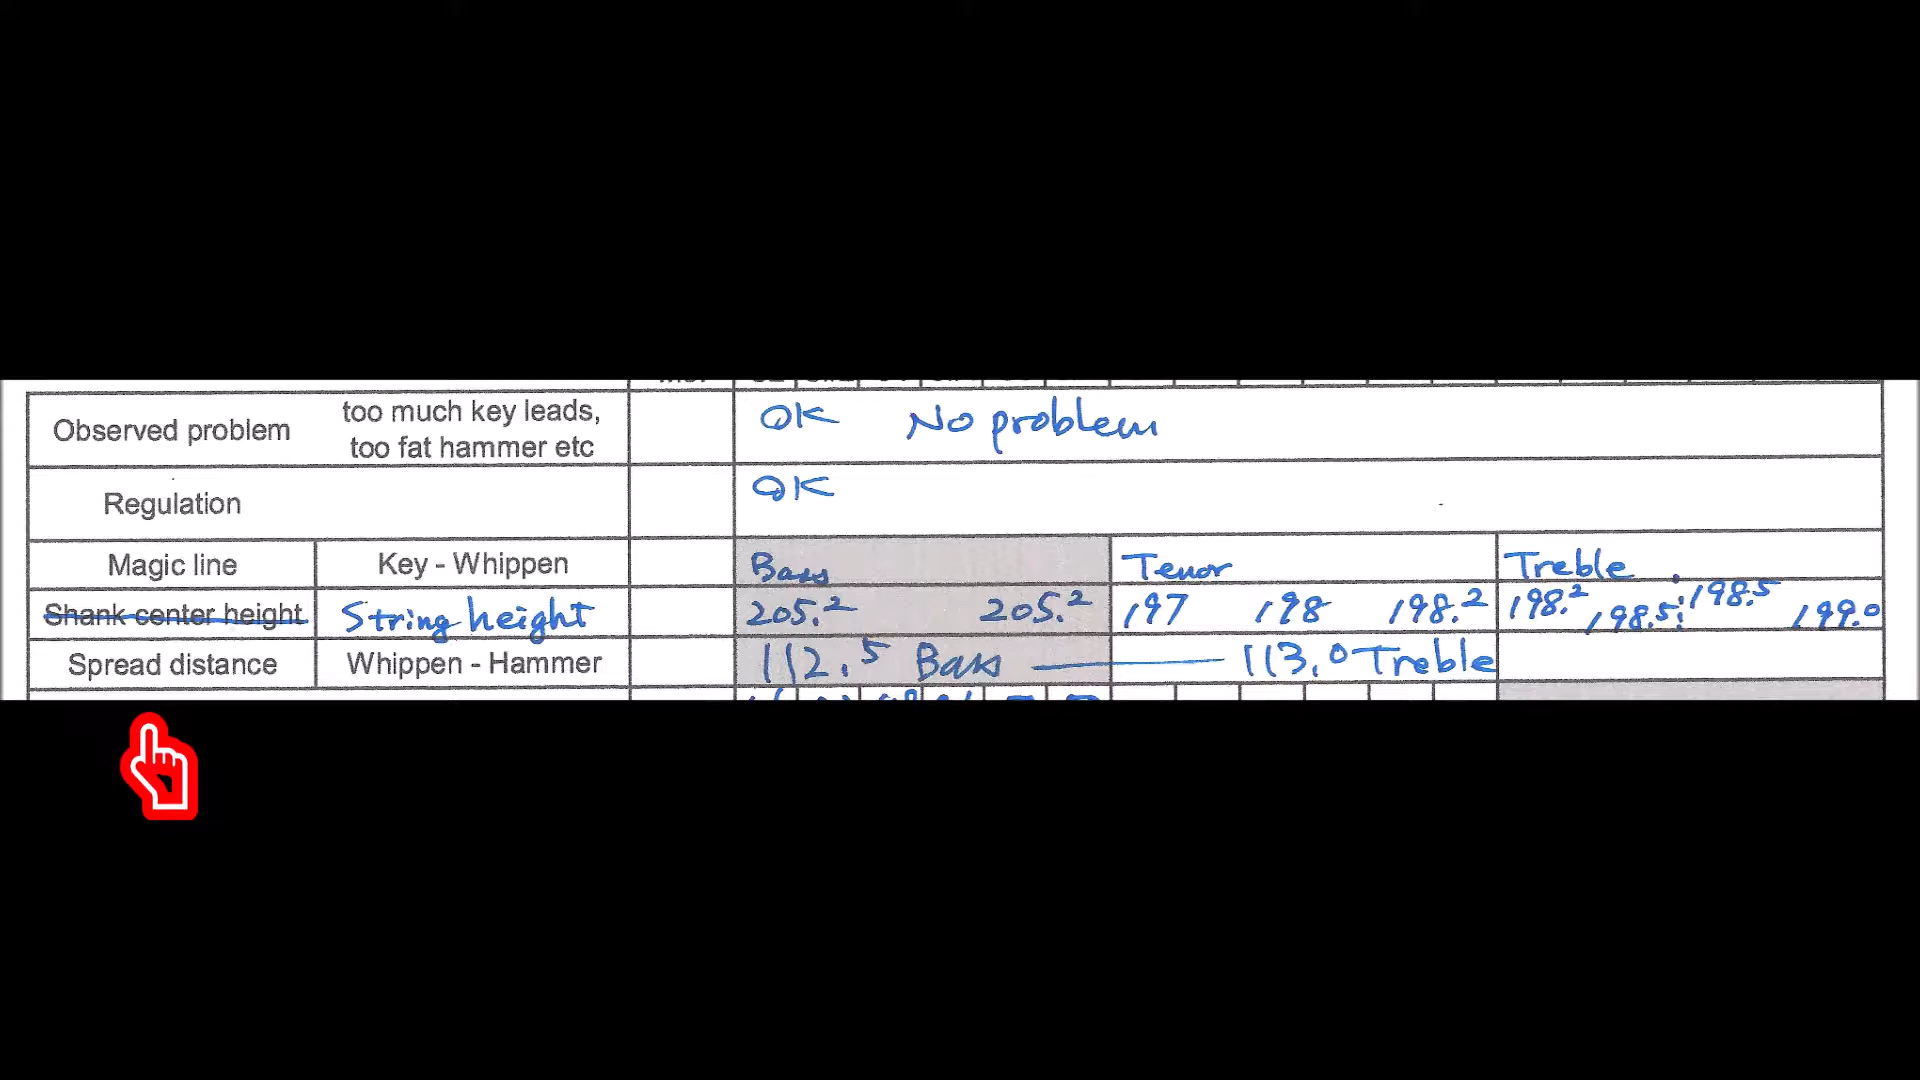 Observed problem too much key leads, too fat hammer etc OK No problem
Regulation OK
Magic line Key - Whippen Bass Tenor Treble
Shank center height String height 205.2 205.2 197 198 198.2 198.2 198.5 198.5 199.0
Spread distance Whippen - Hammer 112.5 Bass 113.0 Treble